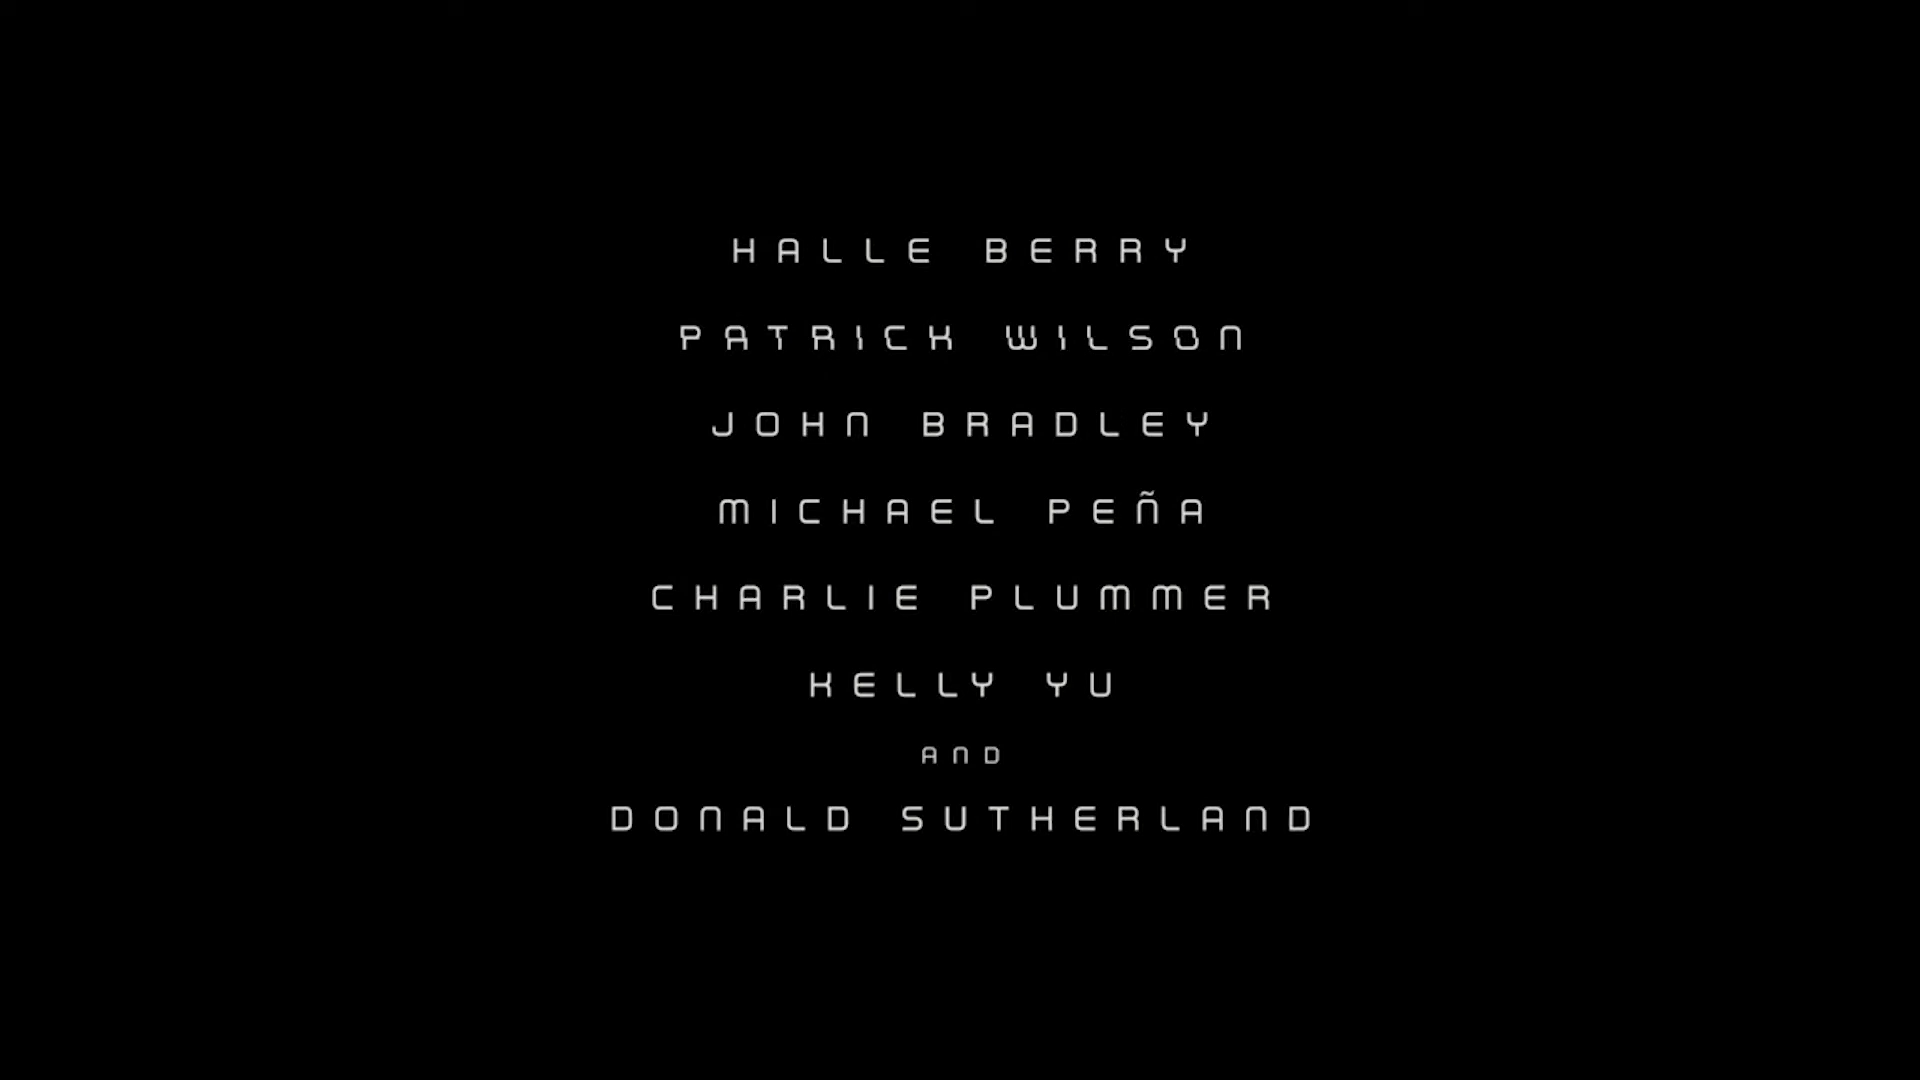 HALLE BERRY
PATRICK WILSON
JOHN BRADLEY
MICHAEL PEÑA
CHARLIE PLUMMER
KELLY YU
AND
DONALD SUTHERLAND